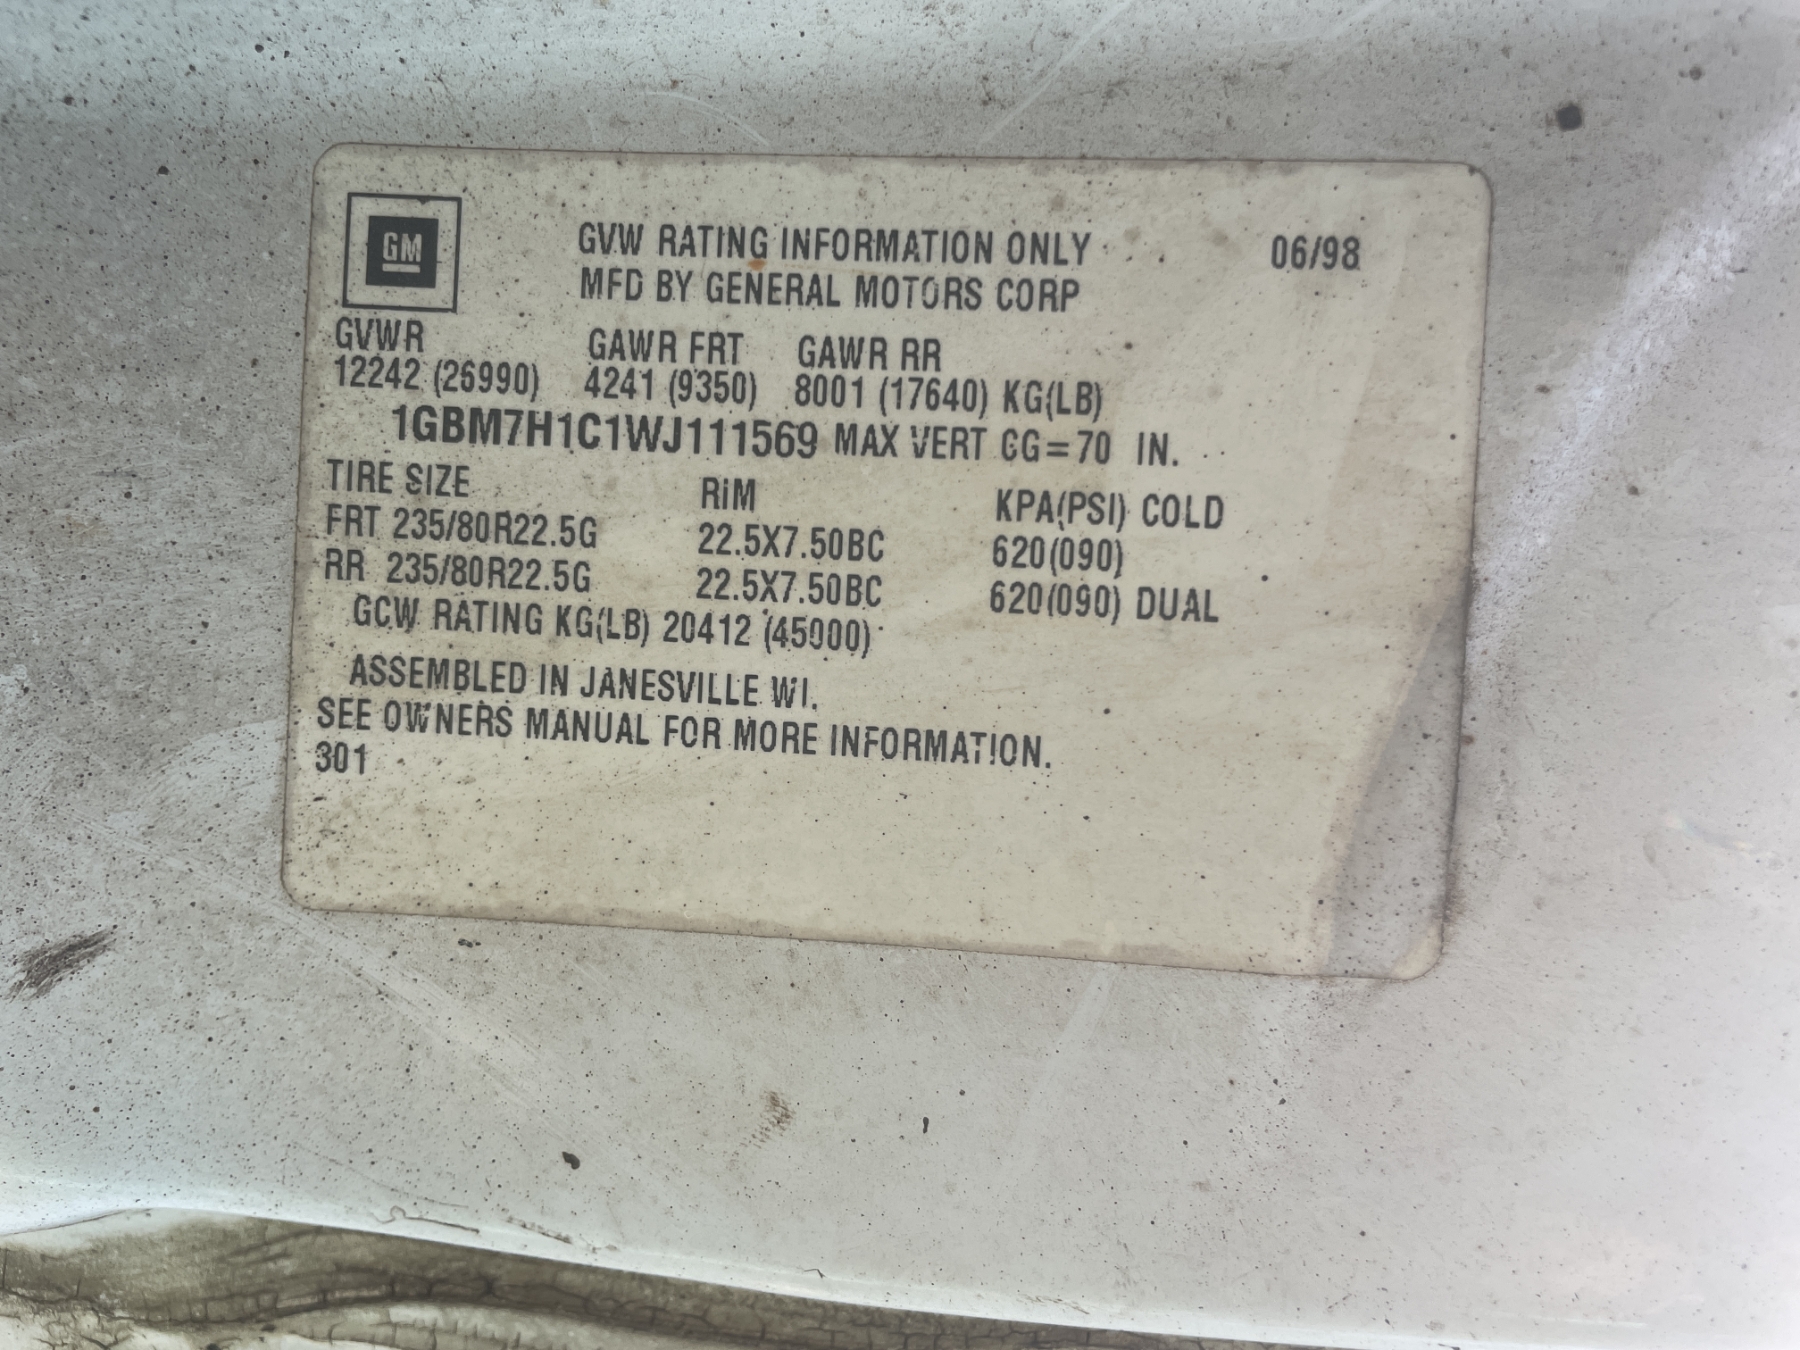 GM
GVW RATING INFORMATION ONLY 06/98
MFD BY GENERAL MOTORS CORP
GVWR GAWR FRT GAWR RR
12242 (26990) 4241 (9350) 8001 (17640) KG(LB)
1GBM7H1C1WJ111569 MAX VERT CG=70 IN.
TIRE SIZE RIM KPA(PSI) COLD
FRT 235/80R22.5G 22.5X7.50BC 620(090)
RR 235/80R22.5G 22.5X7.50BC 620(090) DUAL
GCW RATING KG(LB) 20412 (45000)
ASSEMBLED IN JANESVILLE WI.
SEE OWNERS MANUAL FOR MORE INFORMATION.
301